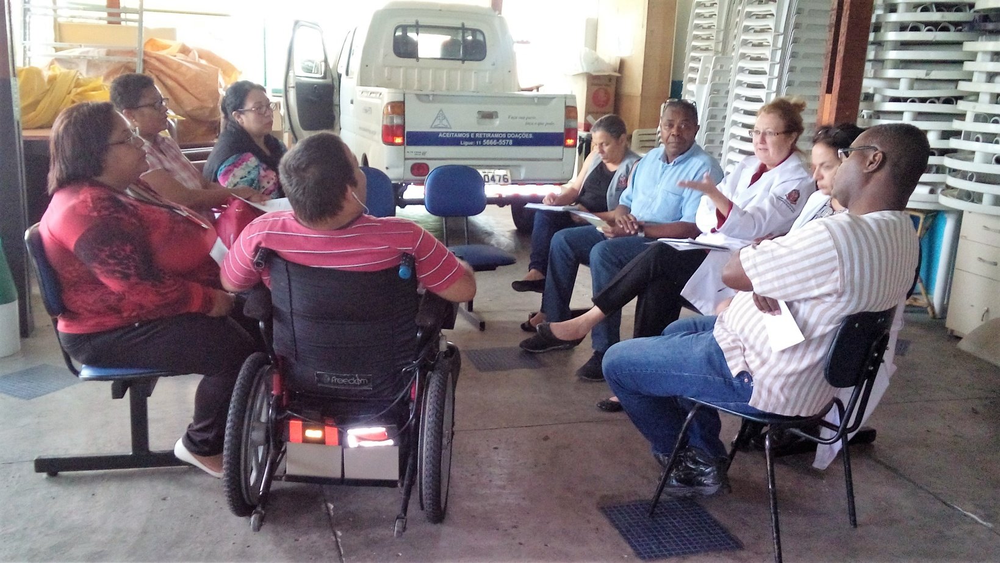 Faça sua parte,
faça o que pode.
ACEITAMOS E RETIRAMOS DOAÇÕES.
Ligue: 11 5666-5578
0476
freedom